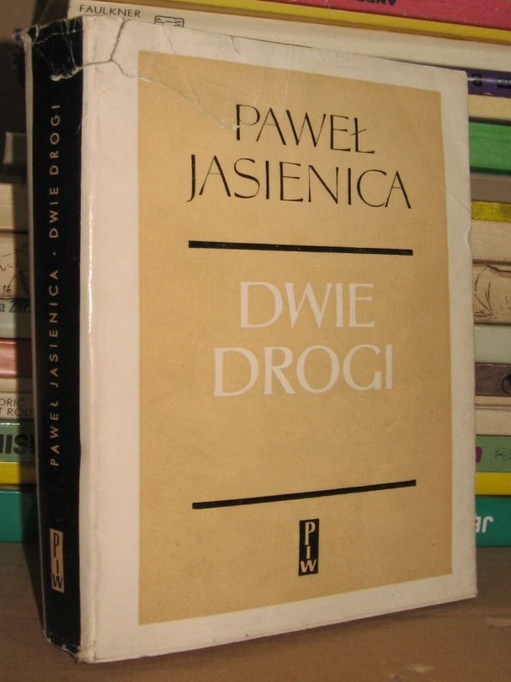 FAULKNER
PAWEŁ
JASIENICA
DWIE
DROGI
PIW
PAWEŁ JASIENICA · DWIE DROGI
PIW